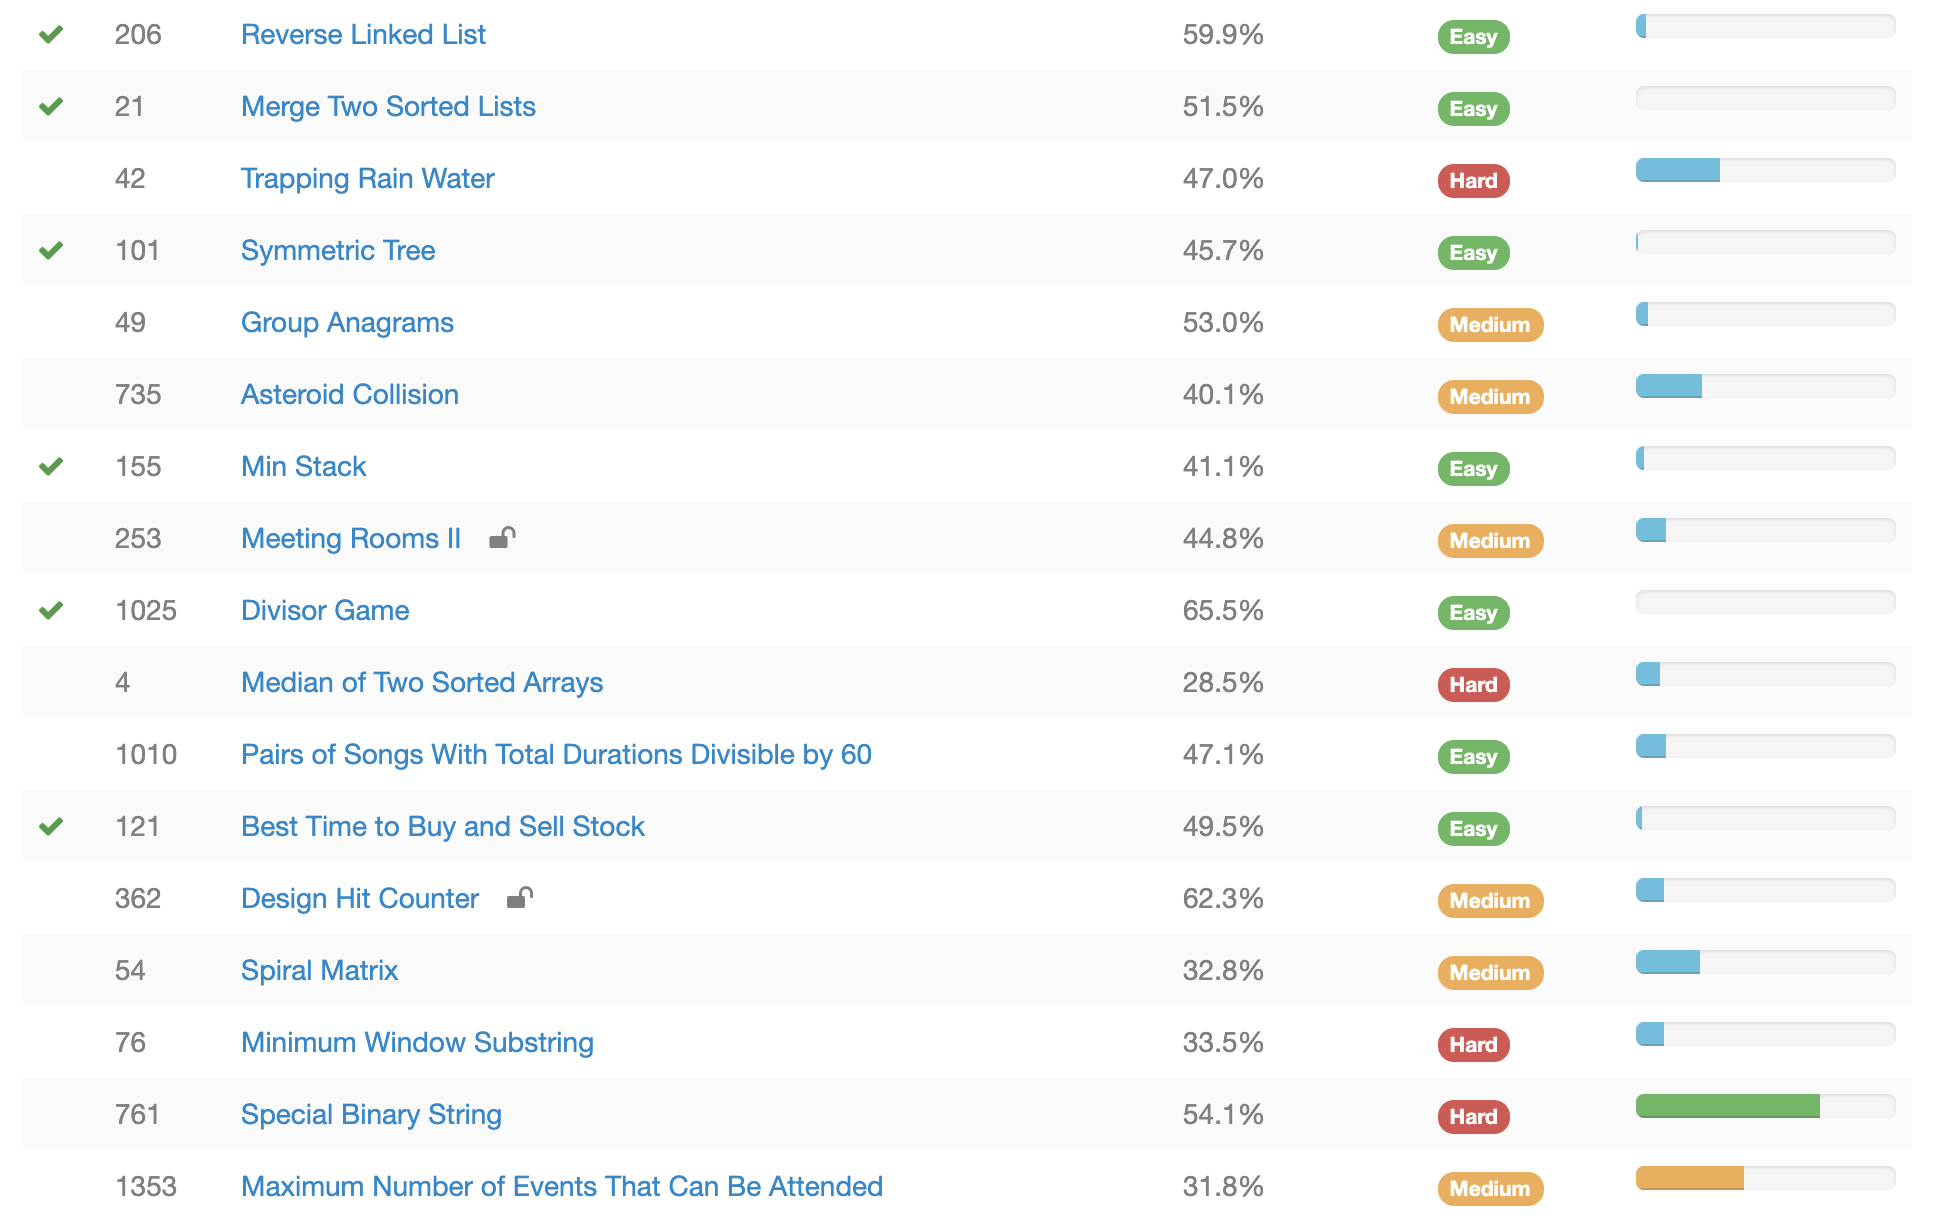 206 Reverse Linked List 59.9% Easy
21 Merge Two Sorted Lists 51.5% Easy
42 Trapping Rain Water 47.0% Hard
101 Symmetric Tree 45.7% Easy
49 Group Anagrams 53.0% Medium
735 Asteroid Collision 40.1% Medium
155 Min Stack 41.1% Easy
253 Meeting Rooms II 44.8% Medium
1025 Divisor Game 65.5% Easy
4 Median of Two Sorted Arrays 28.5% Hard
1010 Pairs of Songs With Total Durations Divisible by 60 47.1% Easy
121 Best Time to Buy and Sell Stock 49.5% Easy
362 Design Hit Counter 62.3% Medium
54 Spiral Matrix 32.8% Medium
76 Minimum Window Substring 33.5% Hard
761 Special Binary String 54.1% Hard
1353 Maximum Number of Events That Can Be Attended 31.8% Medium